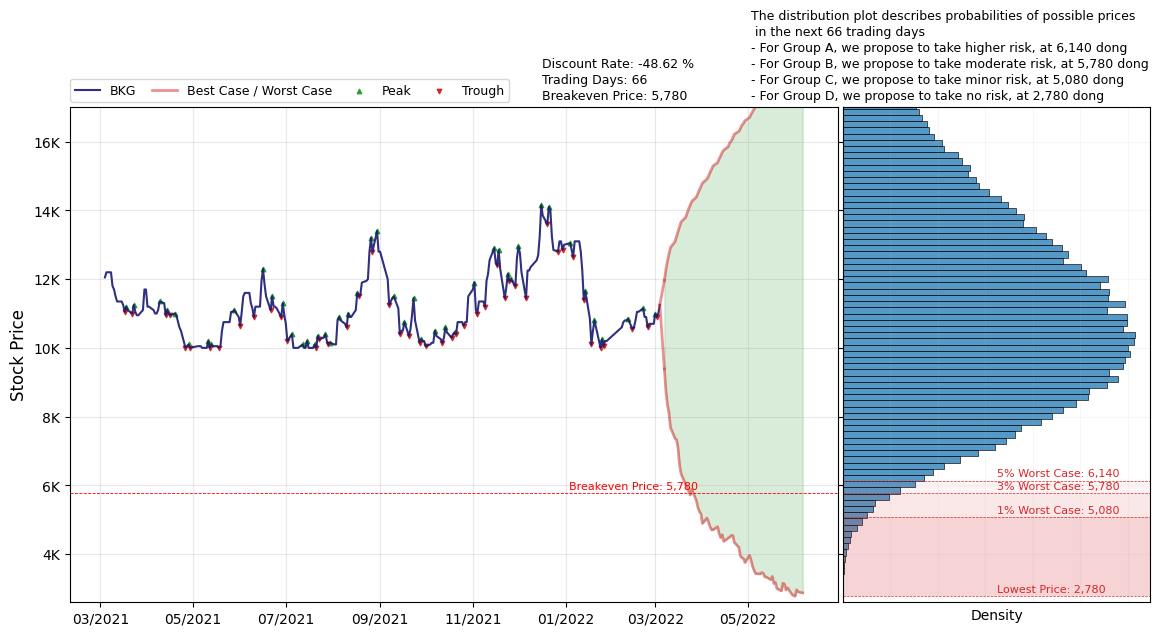 The distribution plot describes probabilities of possible prices
in the next 66 trading days
- For Group A, we propose to take higher risk, at 6,140 dong
- For Group B, we propose to take moderate risk, at 5,780 dong
- For Group C, we propose to take minor risk, at 5,080 dong
- For Group D, we propose to take no risk, at 2,780 dong
Discount Rate: -48.62 %
Trading Days: 66
Breakeven Price: 5,780
BKG
Best Case / Worst Case
Peak
Trough
Stock Price
16K
14K
12K
10K
8K
6K
4K
Breakeven Price: 5,780
5% Worst Case: 6,140
3% Worst Case: 5,780
1% Worst Case: 5,080
Lowest Price: 2,780
03/2021
05/2021
07/2021
09/2021
11/2021
01/2022
03/2022
05/2022
Density